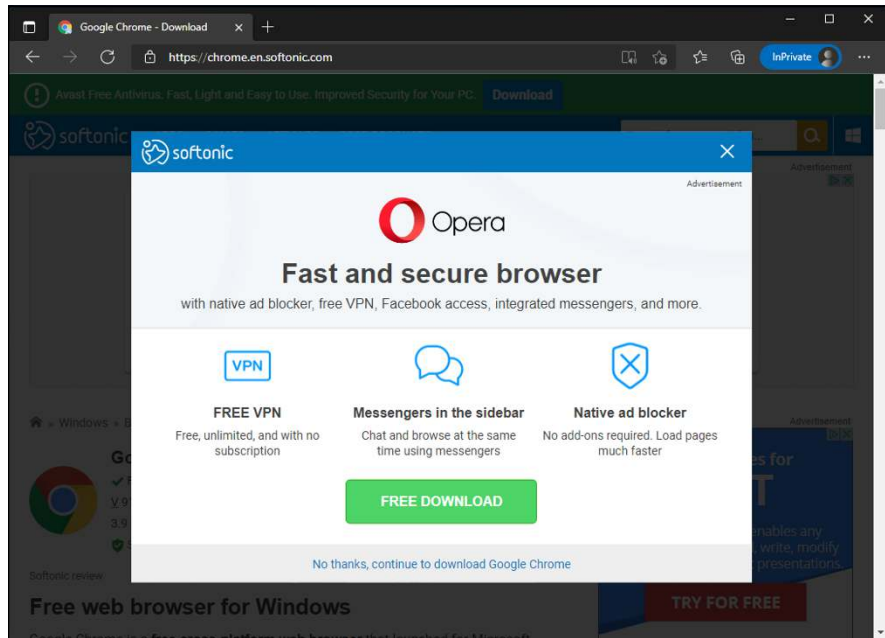 Google Chrome - Download
https://chrome.en.softonic.com
InPrivate
Avast Free Antivirus. Fast, Light and Easy to Use. Improved Security for Your PC. Download
softonic
softonic
Advertisement
Advertisement
Opera
Fast and secure browser
with native ad blocker, free VPN, Facebook access, integrated messengers, and more.
VPN
FREE VPN
Free, unlimited, and with no
subscription
Messengers in the sidebar
Chat and browse at the same
time using messengers
Native ad blocker
No add-ons required. Load pages
much faster
FREE DOWNLOAD
No thanks, continue to download Google Chrome
Windows
Advertisement
Go
es for
T
V 9
3.9
enables any
write, modify
presentations.
Softonic review
Free web browser for Windows
TRY FOR FREE